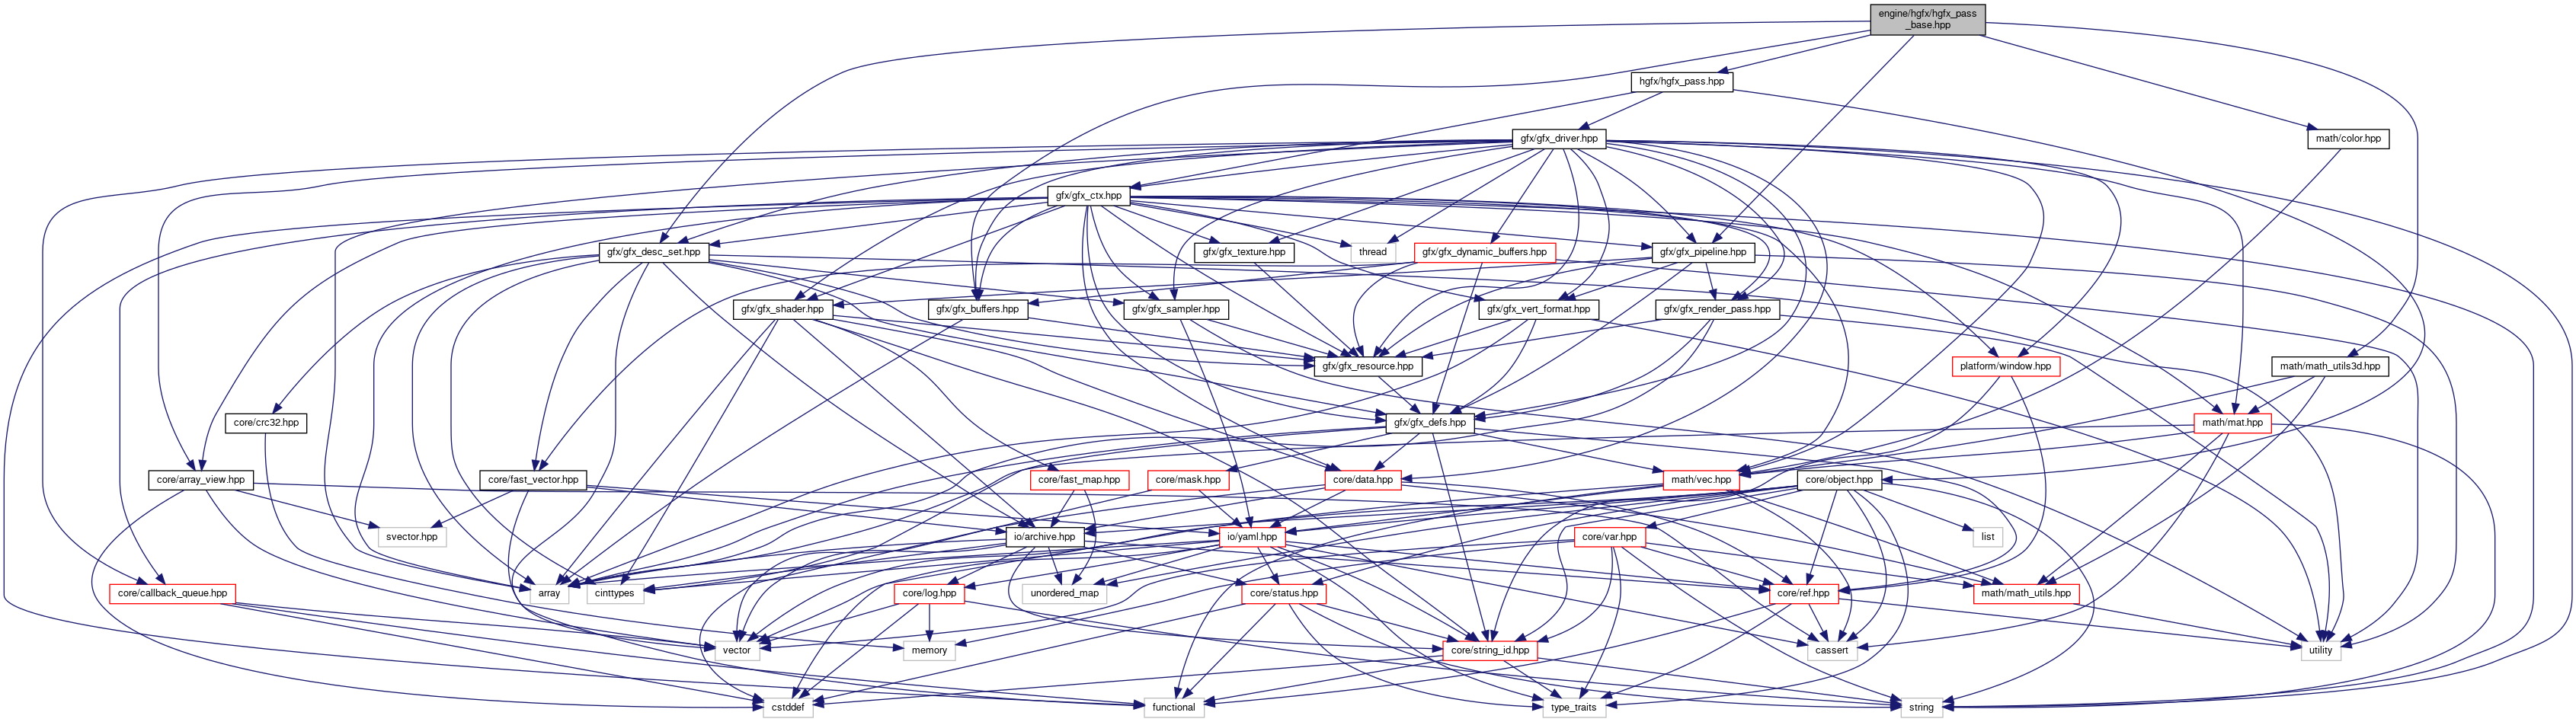 engine/hgfx/hgfx_pass
_base.hpp
hgfx/hgfx_pass.hpp
gfx/gfx_driver.hpp
math/color.hpp
gfx/gfx_ctx.hpp
gfx/gfx_desc_set.hpp
gfx/gfx_texture.hpp
thread
gfx/gfx_dynamic_buffers.hpp
gfx/gfx_pipeline.hpp
gfx/gfx_shader.hpp
gfx/gfx_buffers.hpp
gfx/gfx_sampler.hpp
gfx/gfx_vert_format.hpp
gfx/gfx_render_pass.hpp
gfx/gfx_resource.hpp
platform/window.hpp
math/math_utils3d.hpp
core/crc32.hpp
gfx/gfx_defs.hpp
math/mat.hpp
core/array_view.hpp
core/fast_vector.hpp
core/fast_map.hpp
core/mask.hpp
core/data.hpp
math/vec.hpp
core/object.hpp
svector.hpp
io/archive.hpp
io/yaml.hpp
core/var.hpp
list
core/callback_queue.hpp
array
cinttypes
core/log.hpp
unordered_map
core/status.hpp
core/ref.hpp
math/math_utils.hpp
vector
memory
core/string_id.hpp
cassert
utility
cstddef
functional
type_traits
string